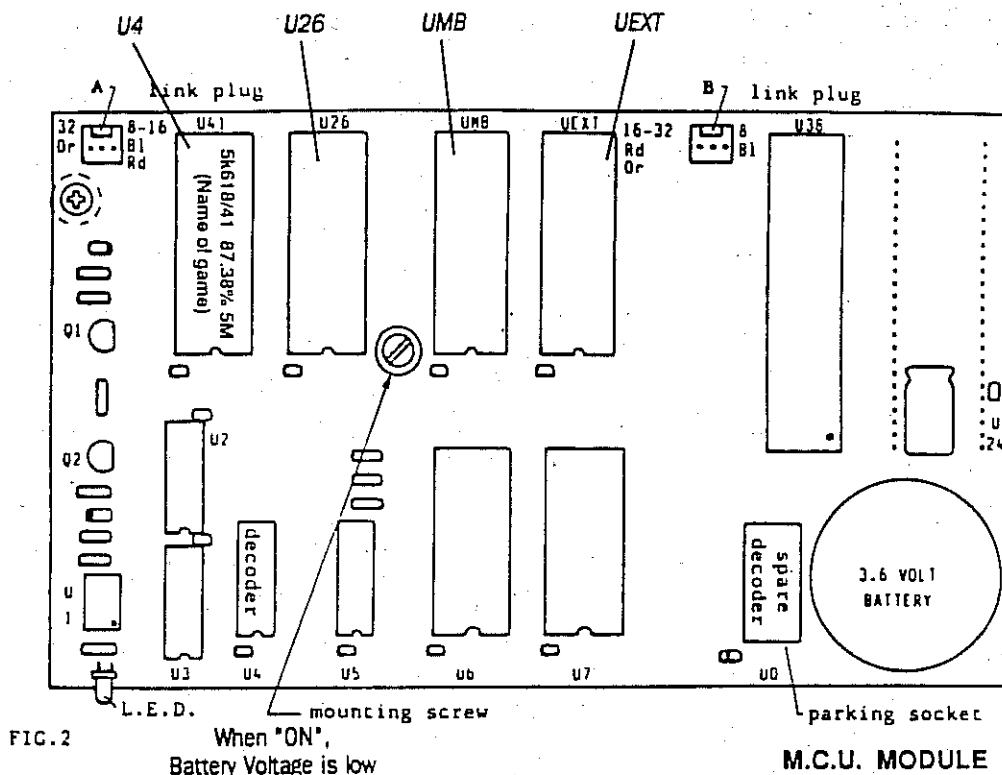 U4 U26 UMB UEXT
A link plug B link plug
U41 U26 UMB UEXT U36
32 8-16 16-32 8
Or Bl Rd Bl
Rd Or
5k618/41 87.38% 5M
(Name of game)
Q1
U
24
U2
Q2
decoder
spare
decoder
3.6 VOLT
BATTERY
U
1
U3 U4 U5 U6 U7 U0
L.E.D. mounting screw parking socket
FIG.2 When "ON",
Battery Voltage is low
M.C.U. MODULE